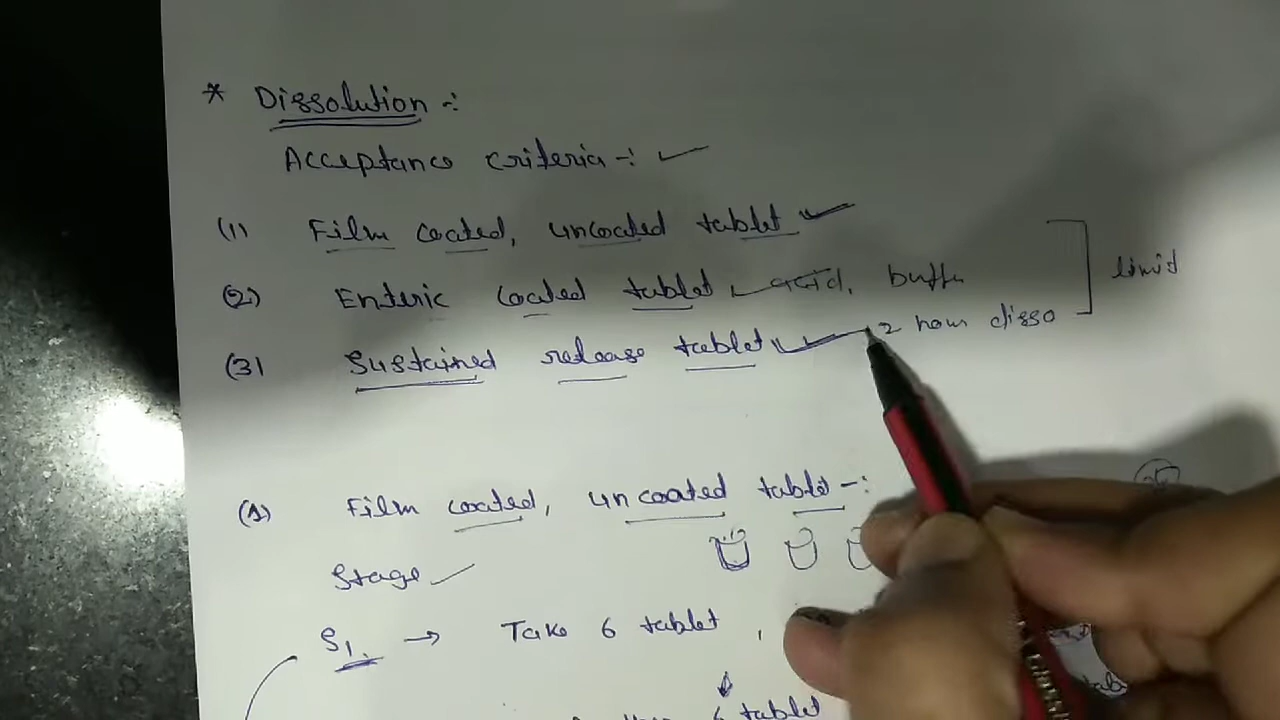 * Dissolution -:
Acceptance criteria -:
(1) Film coated, uncoated tablet
(2) Enteric coated tablet acid, buffer
limit
(3) Sustained release tablet 2 hour disso
(1) Film coated, uncoated tablet -:
Stage
S1. → Take 6 tablet,
6 tablet